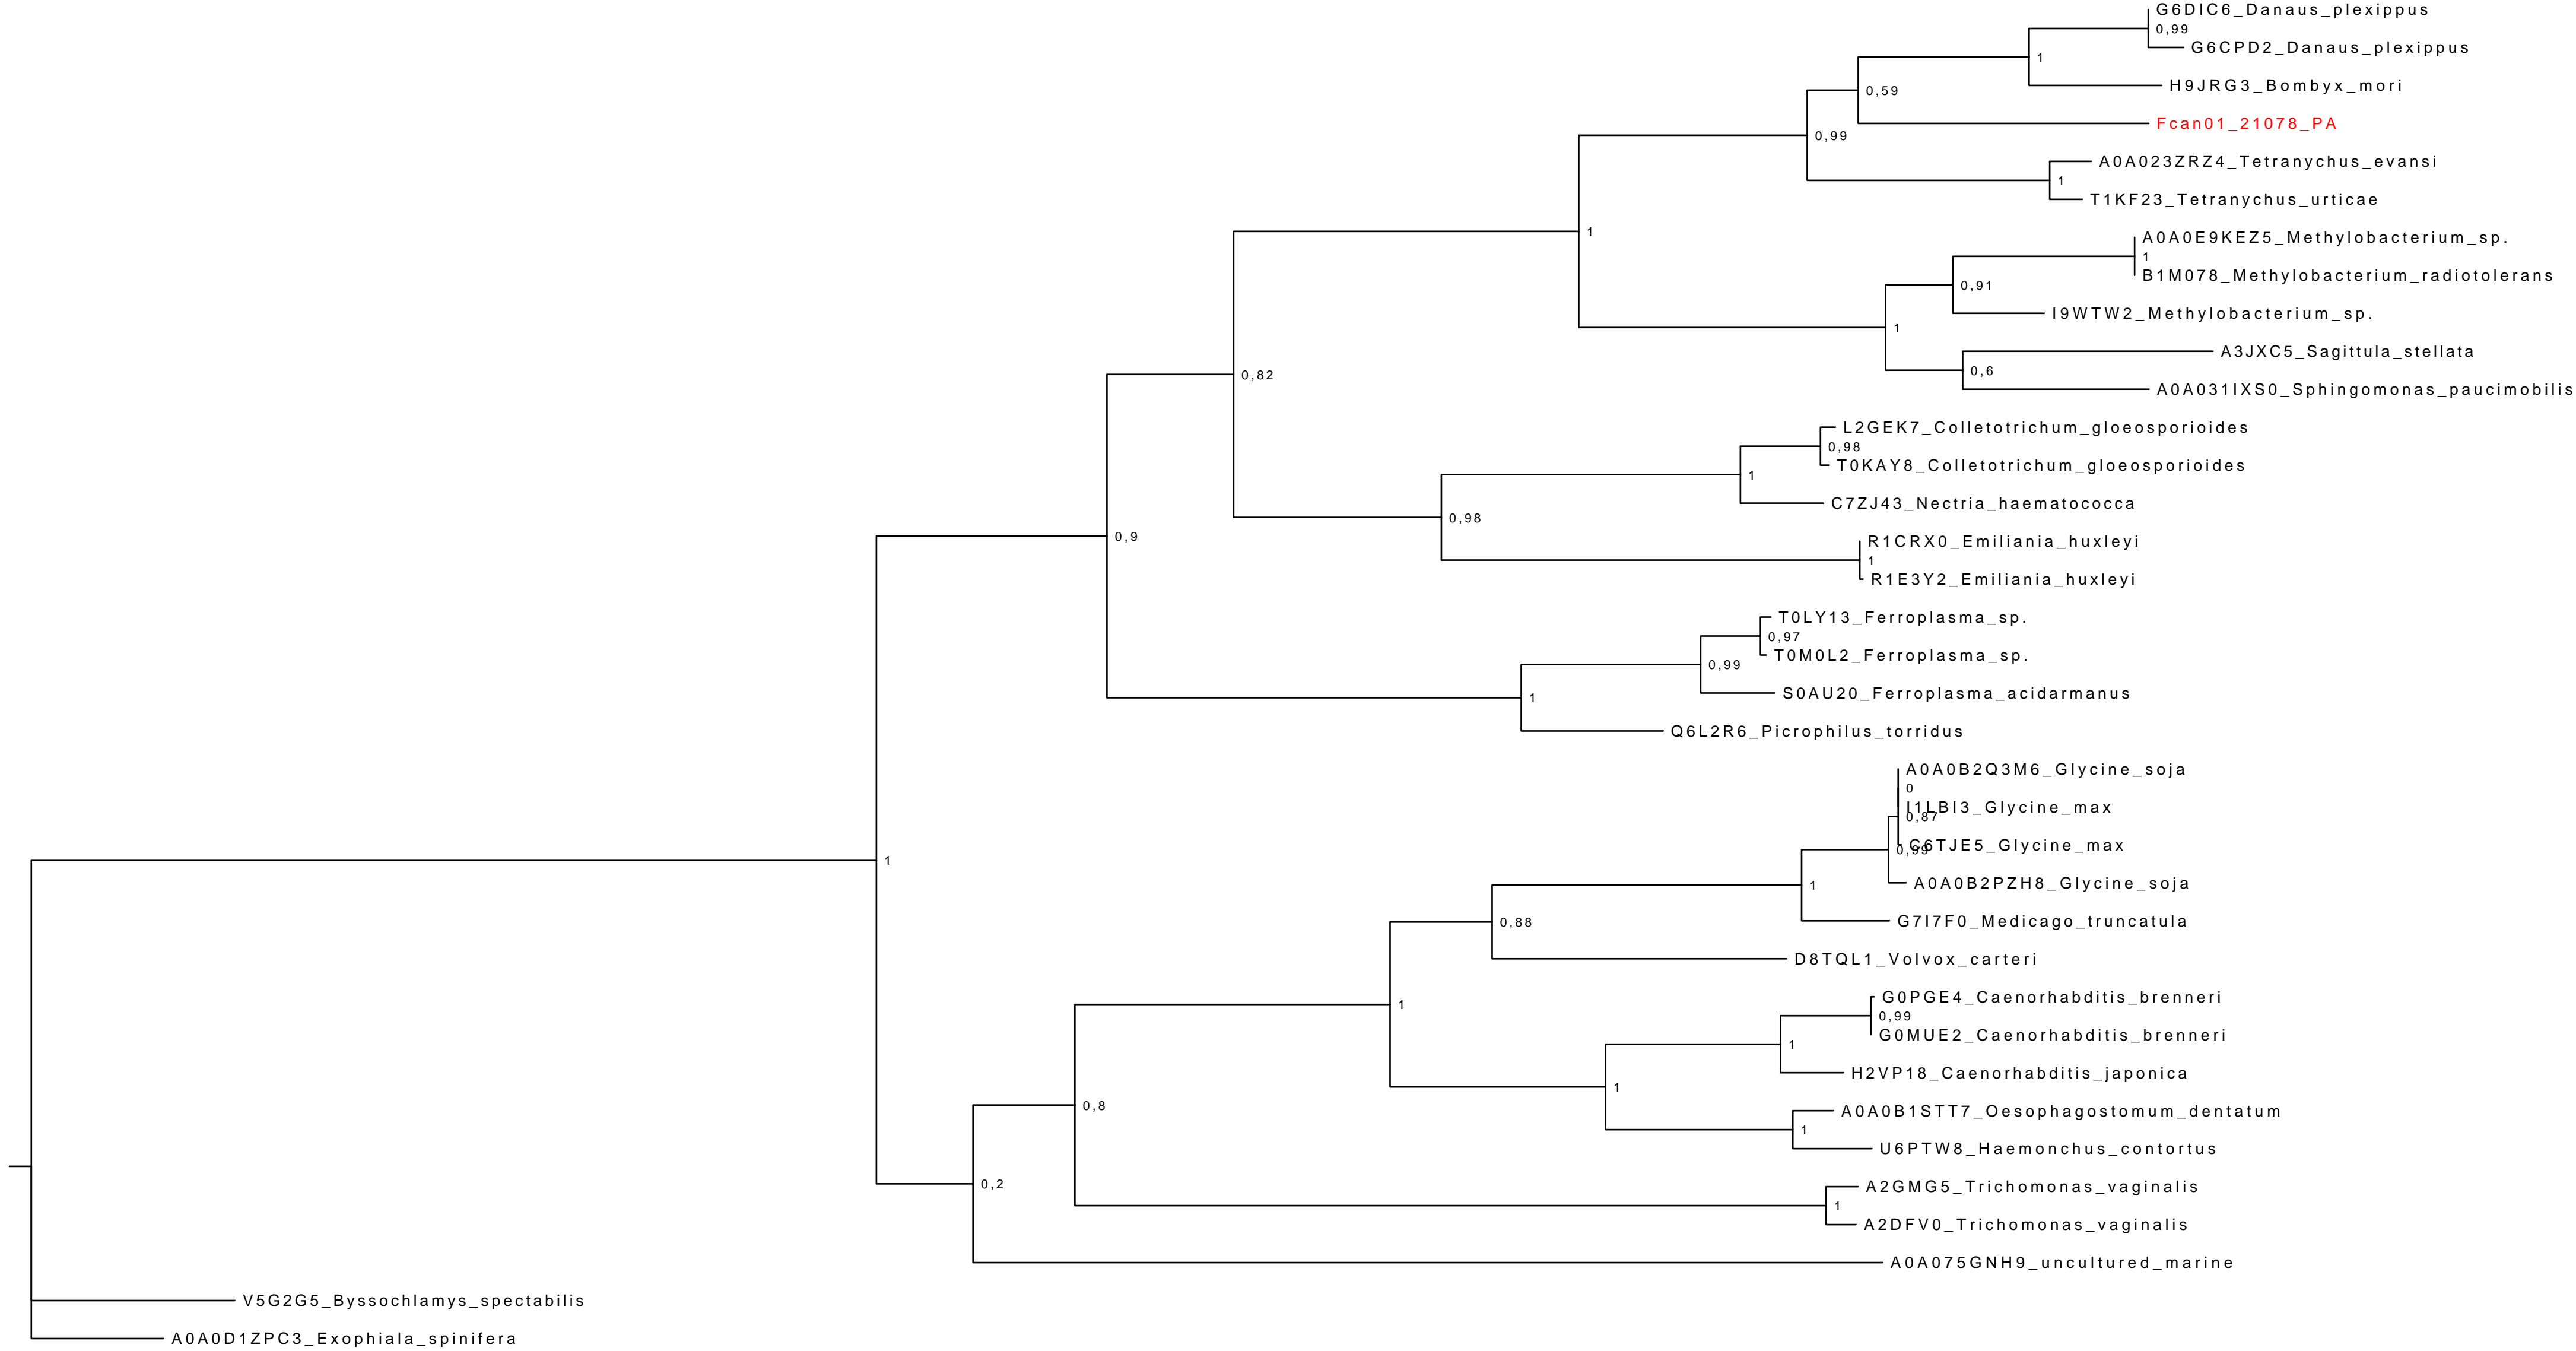 G6DIC6_Danaus_plexippus
0,99
G6CPD2_Danaus_plexippus
1
H9JRG3_Bombyx_mori
0,59
Fcan01_21078_PA
0,99
A0A023ZRZ4_Tetranychus_evansi
1
T1KF23_Tetranychus_urticae
1
A0A0E9KEZ5_Methylobacterium_sp.
1
B1M078_Methylobacterium_radiotolerans
0,91
I9WTW2_Methylobacterium_sp.
1
A3JXC5_Sagittula_stellata
0,6
A0A031IXS0_Sphingomonas_paucimobilis
0,82
L2GEK7_Colletotrichum_gloeosporioides
0,98
T0KAY8_Colletotrichum_gloeosporioides
1
C7ZJ43_Nectria_haematococca
0,98
0,9
R1CRX0_Emiliania_huxleyi
1
R1E3Y2_Emiliania_huxleyi
T0LY13_Ferroplasma_sp.
0,97
T0M0L2_Ferroplasma_sp.
0,99
S0AU20_Ferroplasma_acidarmanus
1
Q6L2R6_Picrophilus_torridus
A0A0B2Q3M6_Glycine_soja
0
I1LBI3_Glycine_max
0,87
C6TJE5_Glycine_max
0,99
1
A0A0B2PZH8_Glycine_soja
1
G7I7F0_Medicago_truncatula
0,88
D8TQL1_Volvox_carteri
G0PGE4_Caenorhabditis_brenneri
1
0,99
G0MUE2_Caenorhabditis_brenneri
1
H2VP18_Caenorhabditis_japonica
1
0,8
A0A0B1STT7_Oesophagostomum_dentatum
1
U6PTW8_Haemonchus_contortus
0,2
A2GMG5_Trichomonas_vaginalis
1
A2DFV0_Trichomonas_vaginalis
A0A075GNH9_uncultured_marine
V5G2G5_Byssochlamys_spectabilis
A0A0D1ZPC3_Exophiala_spinifera